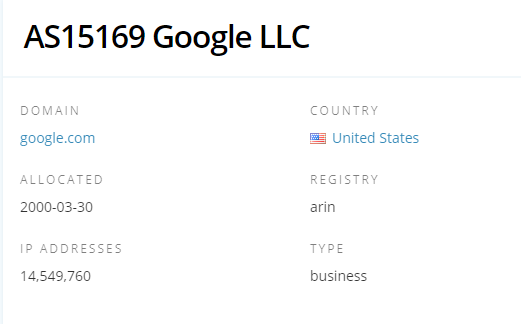 AS15169 Google LLC
DOMAIN
COUNTRY
google.com
United States
ALLOCATED
REGISTRY
2000-03-30
arin
IP ADDRESSES
TYPE
14,549,760
business